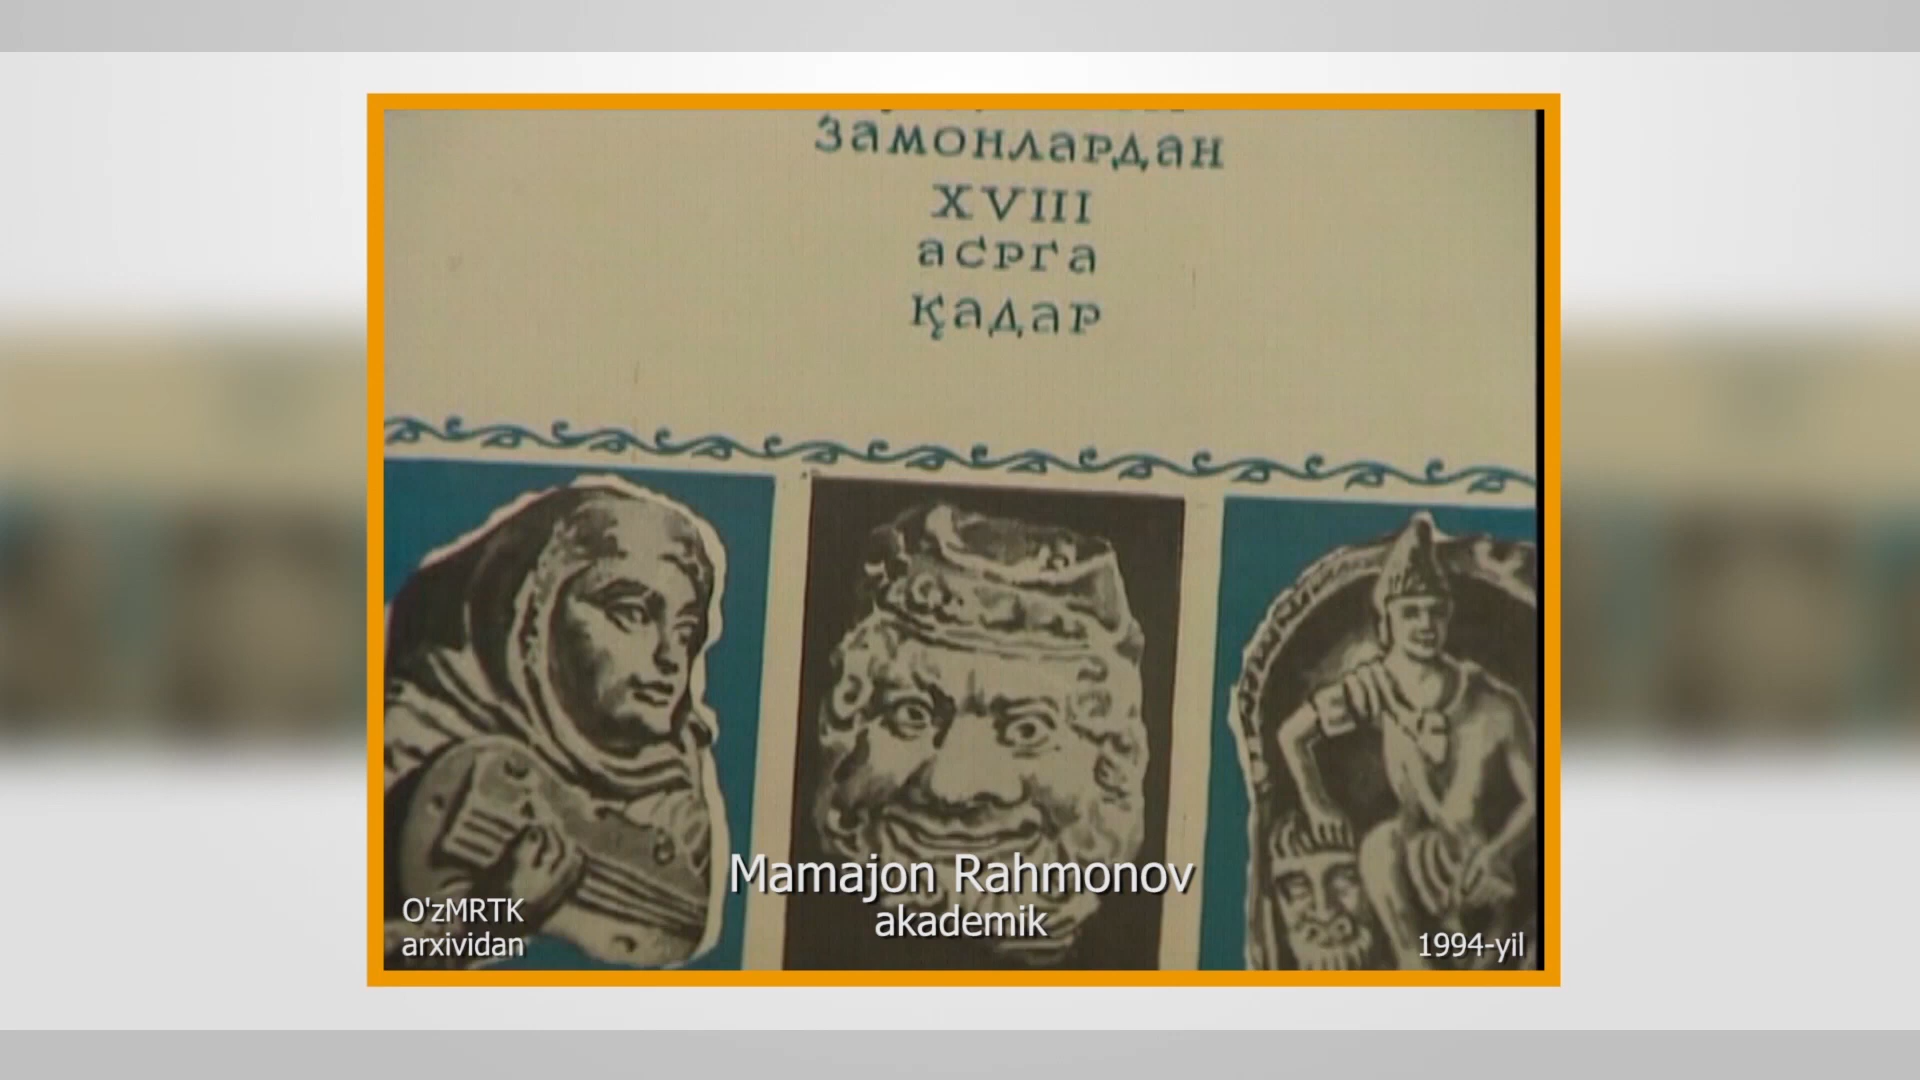 замонлардан
XVIII
асрга
қадар
Mamajon Rahmonov
akademik
O'zMRTK
arxividan
1994-yil